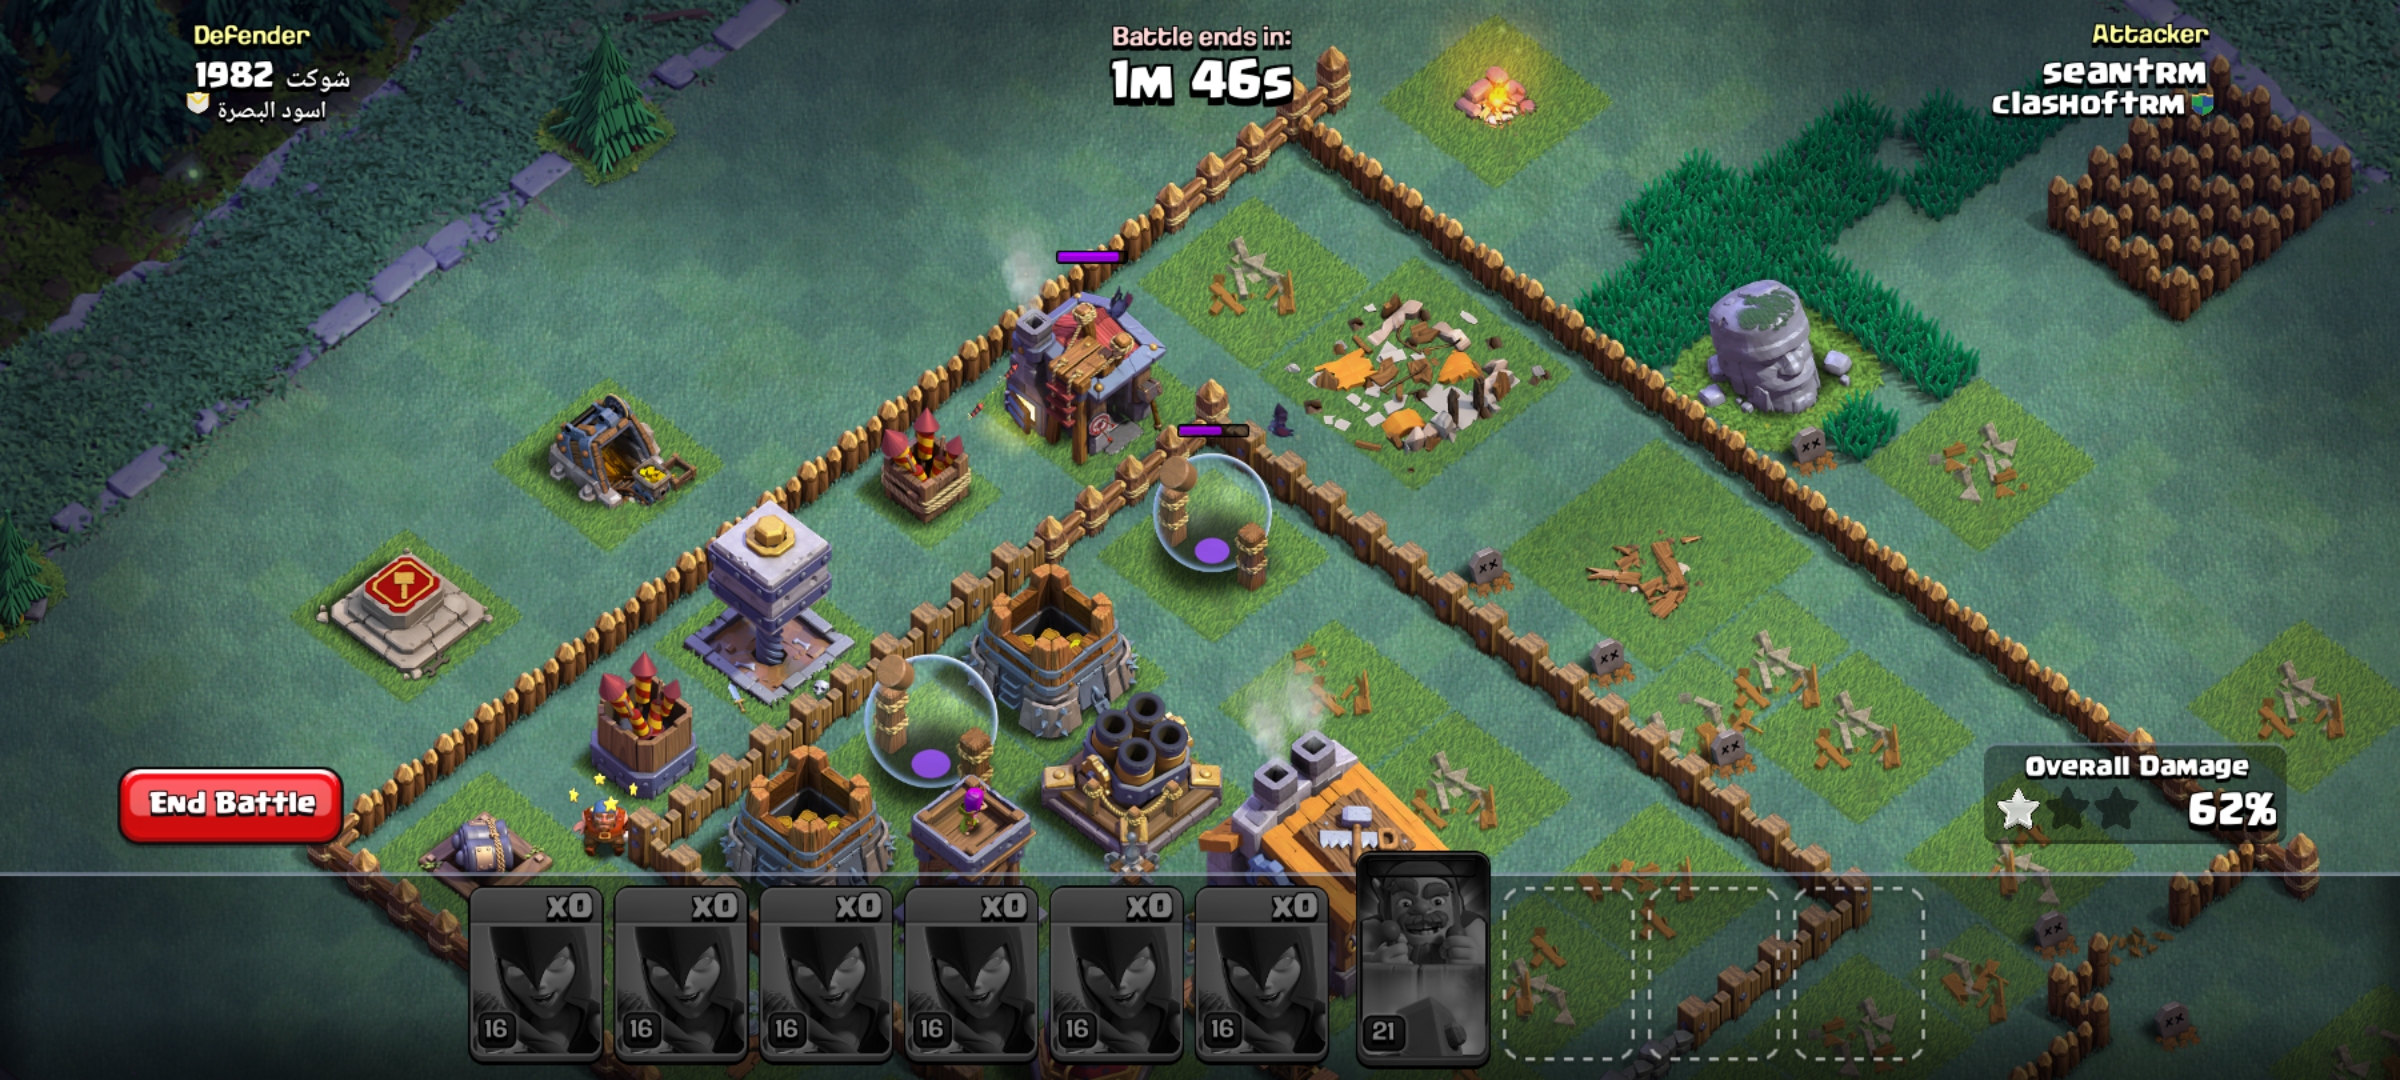 Defender
1982 شوكت
اسود البصرة
Battle ends in:
1M 46s
Attacker
seantRM
clashoftRM
End Battle
Overall Damage
62%
x0
x0
x0
x0
x0
x0
16
16
16
16
16
16
21